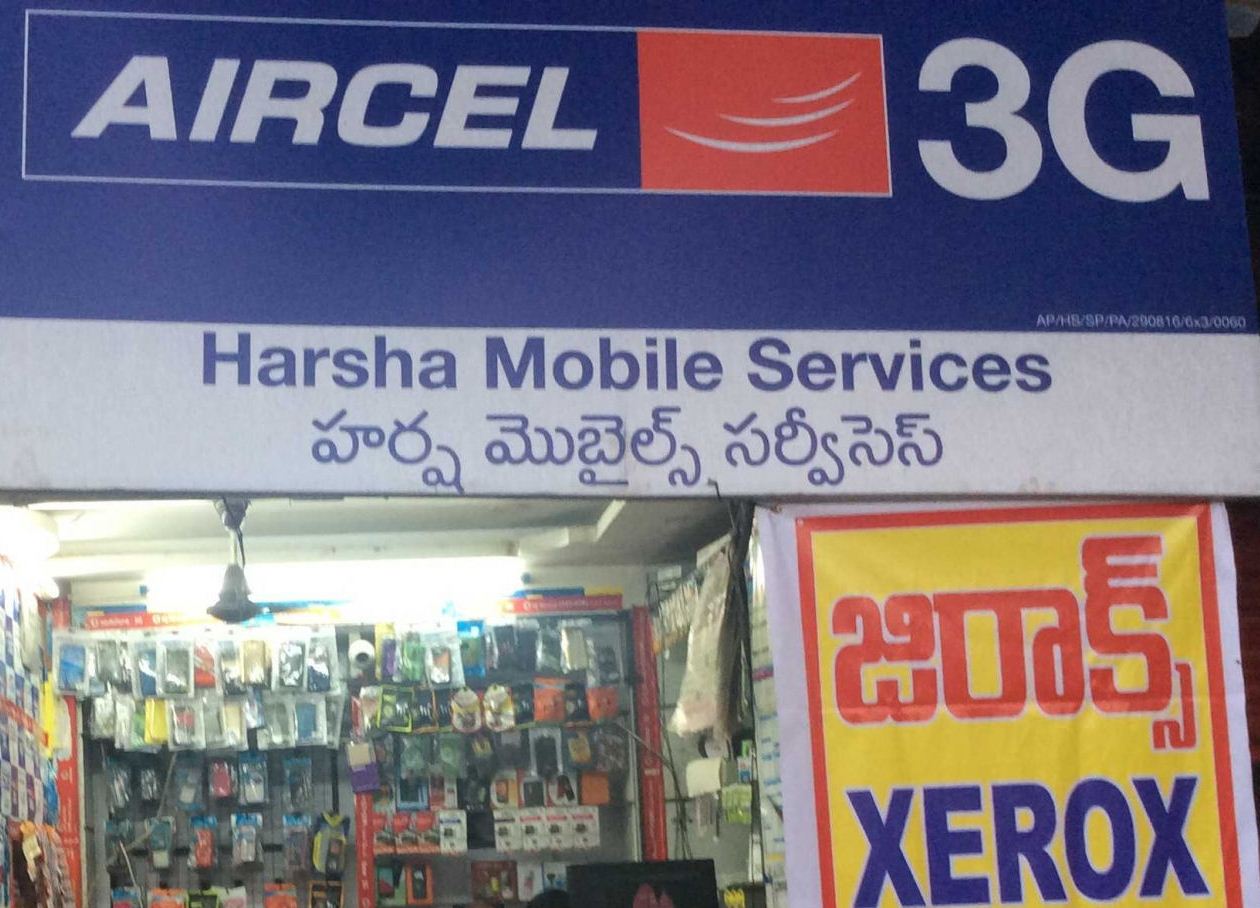 AIRCEL 3G
AP/HS/SP/PA/290816/6x3/0060
Harsha Mobile Services
హర్ష మొబైల్స్ సర్వీసెస్
జిరాక్స్
XEROX